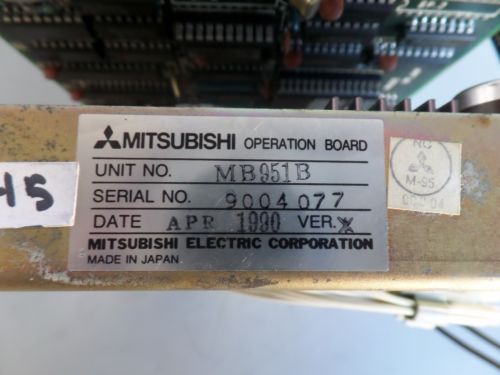 MITSUBISHI OPERATION BOARD
UNIT NO. MB951B
SERIAL NO. 9004077
DATE APR 1990 VER. X
MITSUBISHI ELECTRIC CORPORATION
MADE IN JAPAN
45
NC
M-95